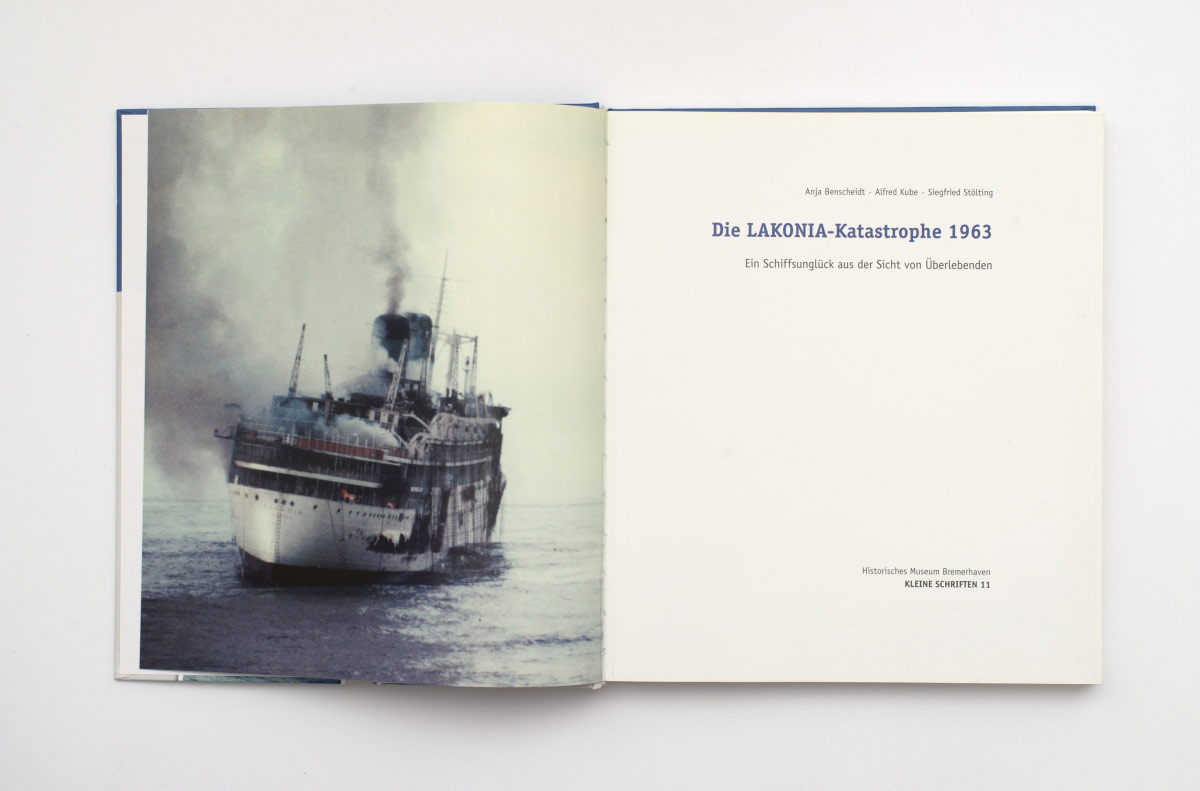 Anja Benscheidt · Alfred Kube · Siegfried Stölting
Die LAKONIA-Katastrophe 1963
Ein Schiffsunglück aus der Sicht von Überlebenden
Historisches Museum Bremerhaven
KLEINE SCHRIFTEN 11